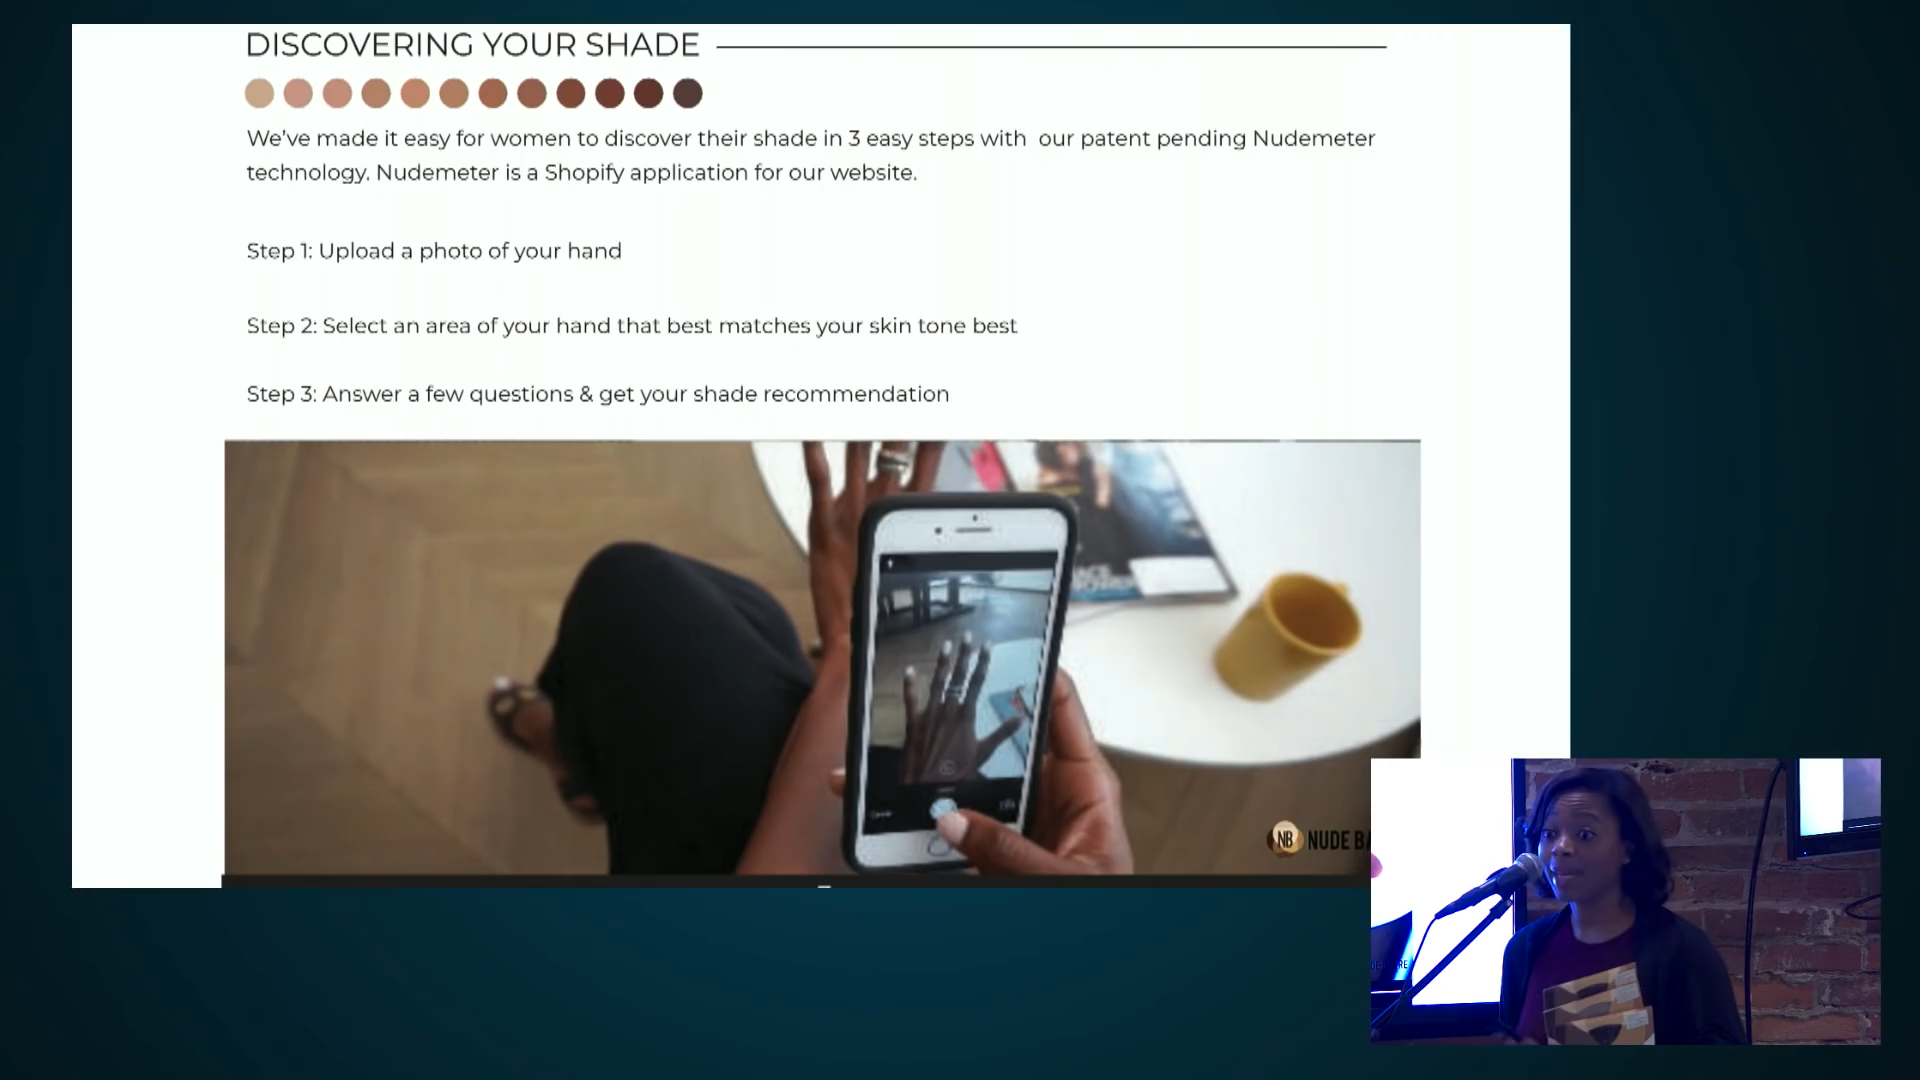 DISCOVERING YOUR SHADE
We've made it easy for women to discover their shade in 3 easy steps with our patent pending Nudemeter
technology. Nudemeter is a Shopify application for our website.
Step 1: Upload a photo of your hand
Step 2: Select an area of your hand that best matches your skin tone best
Step 3: Answer a few questions & get your shade recommendation
NB NUDE BA